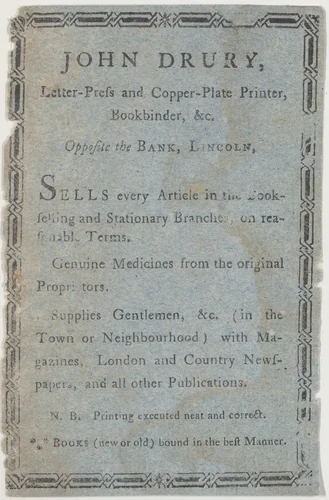 JOHN DRURY,
Letter-Preſs and Copper-Plate Printer,
Bookbinder, &c.
Oppoſite the BANK, LINCOLN,
SELLS every Article in the Book-
ſelling and Stationary Branches, on rea-
ſonable Terms.
Genuine Medicines from the original
Proprietors.
Supplies Gentlemen, &c. (in the
Town or Neighbourhood) with Ma-
gazines, London and Country Newſ-
papers, and all other Publications.
N. B. Printing executed neat and correct.
*⁎* BOOKS (new or old) bound in the beſt Manner.